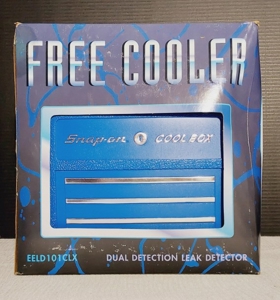 FREE COOLER
Snap-on COOL BOX
EELD101CLX DUAL DETECTION LEAK DETECTOR